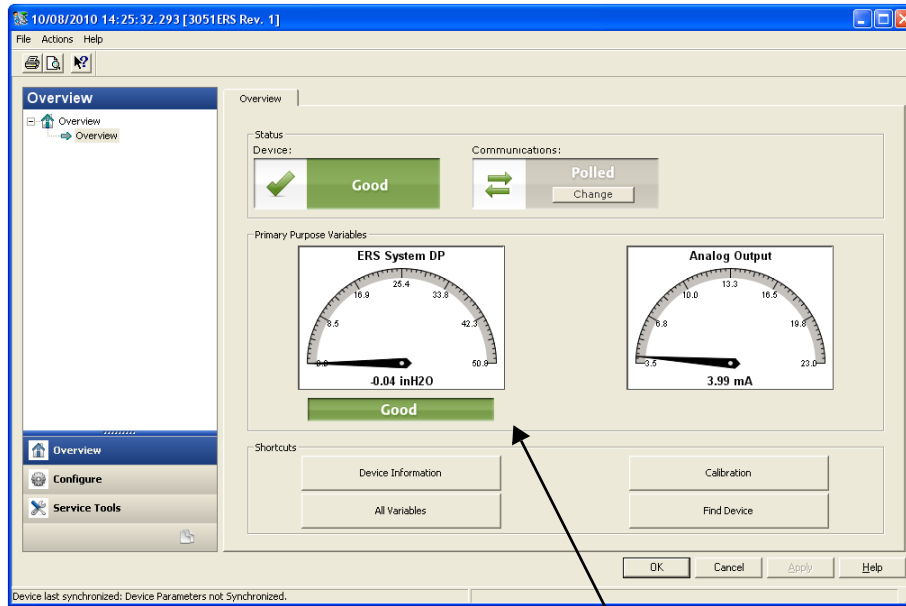 10/08/2010 14:25:32.293 [3051ERS Rev. 1]
File Actions Help
Overview
Overview
Overview
Overview
Status
Device:
Good
Communications:
Polled
Change
Primary Purpose Variables
ERS System DP
0.0
8.5
16.9
25.4
33.8
42.3
50.8
-0.04 inH2O
Good
Analog Output
3.5
6.8
10.0
13.3
16.5
19.8
23.0
3.99 mA
Shortcuts
Device Information
Calibration
All Variables
Find Device
Overview
Configure
Service Tools
OK
Cancel
Apply
Help
Device last synchronized: Device Parameters not Synchronized.